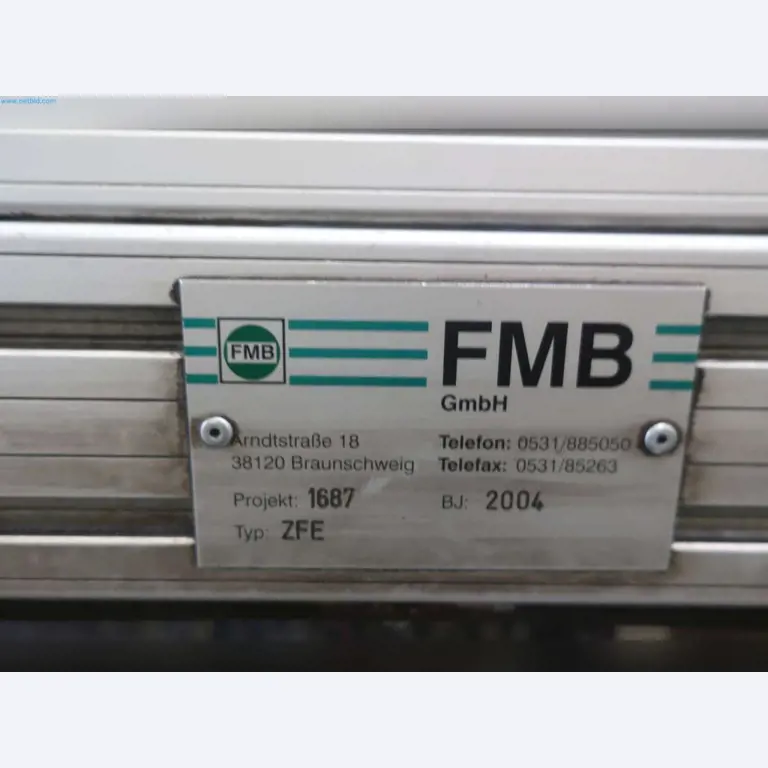 www.netbid.com
FMB
FMB
GmbH
Arndtstraße 18
38120 Braunschweig
Telefon: 0531/885050
Telefax: 0531/85263
Projekt: 1687
BJ: 2004
Typ: ZFE